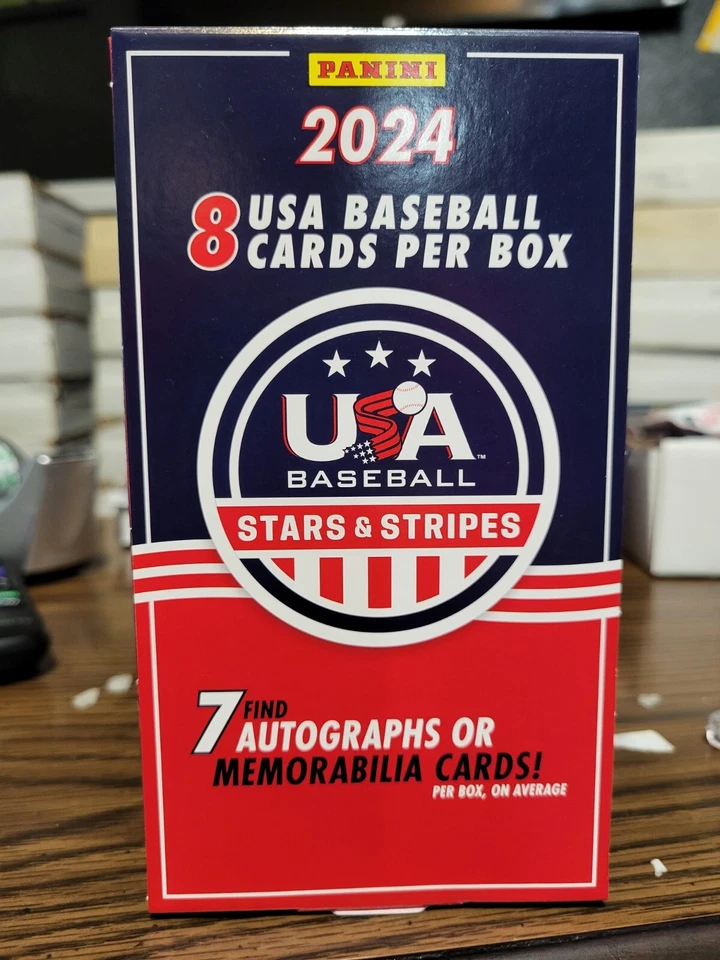 PANINI
2024
8 USA BASEBALL
CARDS PER BOX
USA
™
BASEBALL
STARS & STRIPES
7 FIND
AUTOGRAPHS OR
MEMORABILIA CARDS!
PER BOX, ON AVERAGE